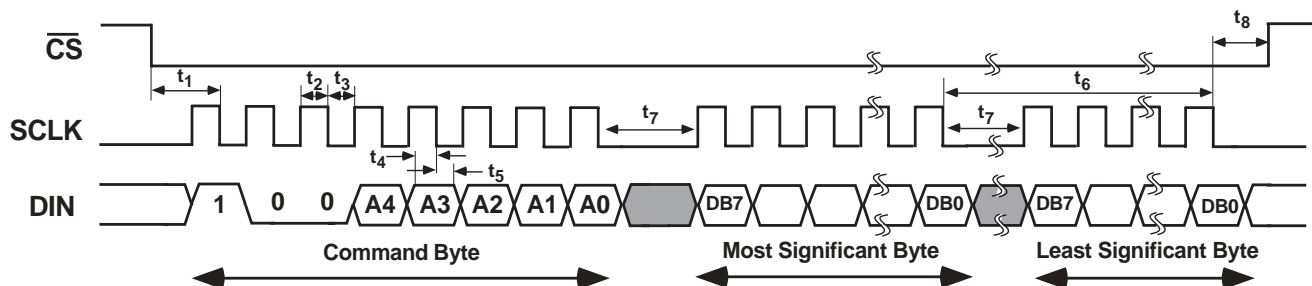 t8
CS
t1 t2 t3 t6
SCLK t7 t7
t4 t5
DIN 1 0 0 A4 A3 A2 A1 A0 DB7 DB0 DB7 DB0
Command Byte Most Significant Byte Least Significant Byte